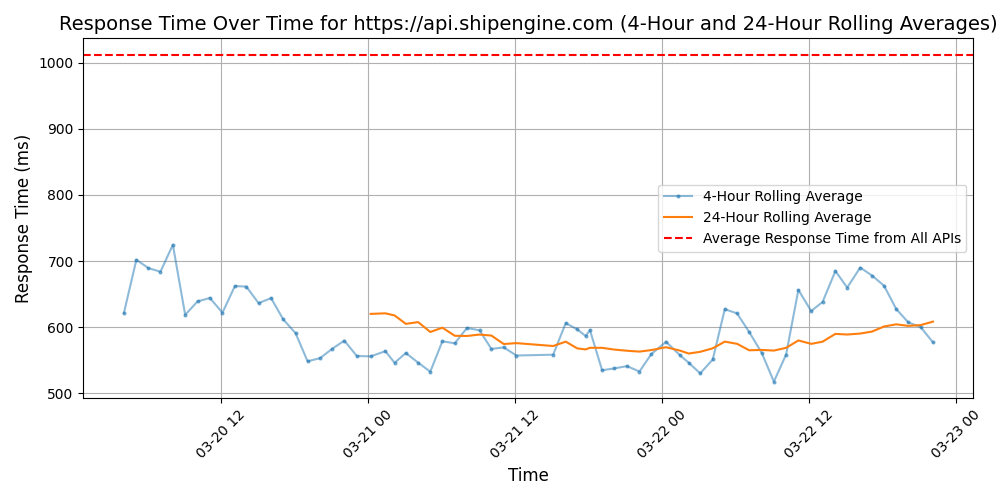 Response Time Over Time for https://api.shipengine.com (4-Hour and 24-Hour Rolling Averages)
Response Time (ms)
1000
900
800
700
600
500
4-Hour Rolling Average
24-Hour Rolling Average
Average Response Time from All APIs
03-20 12
03-21 00
03-21 12
03-22 00
03-22 12
03-23 00
Time